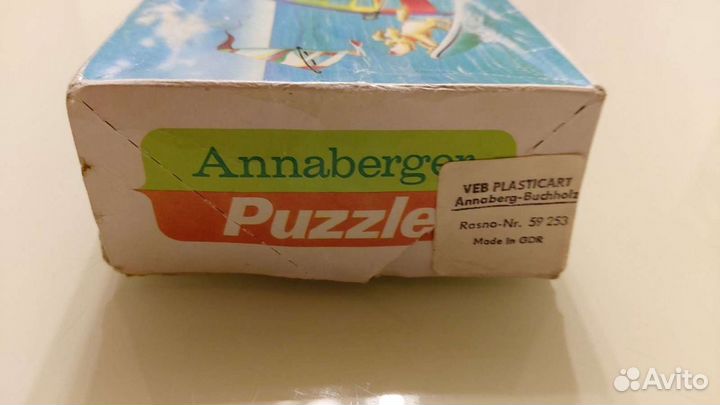 Annaberger
Puzzle
VEB PLASTICART
Annaberg-Buchholz
Rasno-Nr. 59 253
Made in GDR
Avito